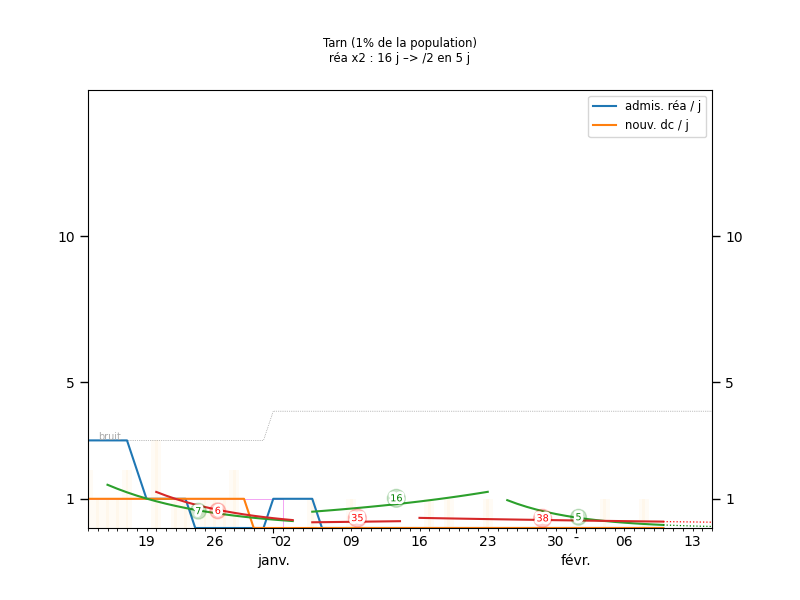 Tarn (1% de la population)
réa x2 : 16 j –> /2 en 5 j
admis. réa / j
nouv. dc / j
10 10
5 5
bruit
1 1
7 6 35 16 38 5
19 26 02 09 16 23 30 06 13
janv. févr.